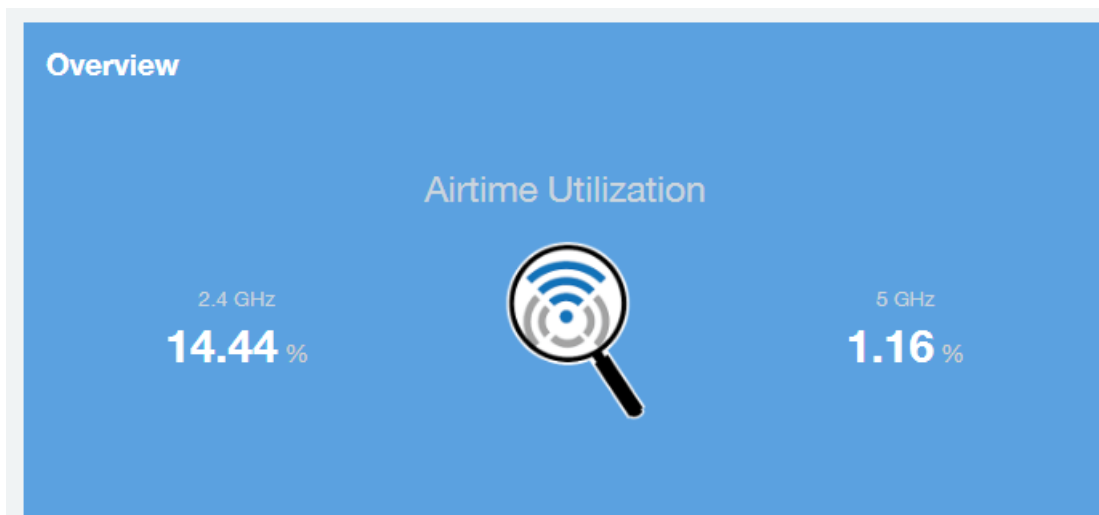 Overview
Airtime Utilization
2.4 GHz
14.44 %
5 GHz
1.16 %